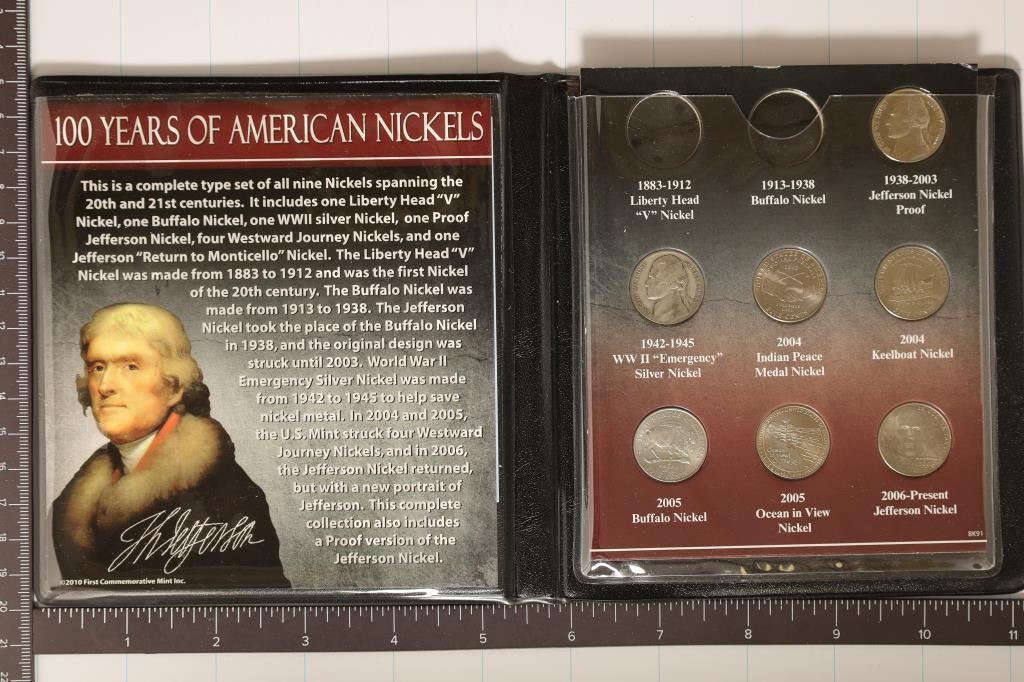 100 YEARS OF AMERICAN NICKELS
This is a complete type set of all nine Nickels spanning the
20th and 21st centuries. It includes one Liberty Head "V"
Nickel, one Buffalo Nickel, one WWII silver Nickel, one Proof
Jefferson Nickel, four Westward Journey Nickels, and one
Jefferson "Return to Monticello" Nickel. The Liberty Head "V"
Nickel was made from 1883 to 1912 and was the first Nickel
of the 20th century. The Buffalo Nickel was
made from 1913 to 1938. The Jefferson
Nickel took the place of the Buffalo Nickel
in 1938, and the original design was
struck until 2003. World War II
Emergency Silver Nickel was made
from 1942 to 1945 to help save
nickel metal. In 2004 and 2005,
the U.S. Mint struck four Westward
Journey Nickels, and in 2006,
the Jefferson Nickel returned,
but with a new portrait of
Jefferson. This complete
collection also includes
a Proof version of the
Jefferson Nickel.
Th Jefferson
©2010 First Commemorative Mint Inc.
1883-1912
Liberty Head
"V" Nickel
1913-1938
Buffalo Nickel
1938-2003
Jefferson Nickel
Proof
1942-1945
WW II "Emergency"
Silver Nickel
2004
Indian Peace
Medal Nickel
2004
Keelboat Nickel
2005
Buffalo Nickel
2005
Ocean in View
Nickel
2006-Present
Jefferson Nickel
8K91
1 2 3 4 5 6 7 8 9 10 11